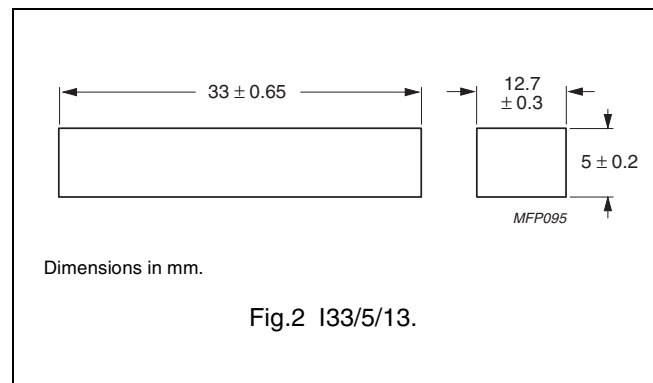 33 ± 0.65
12.7
± 0.3
5 ± 0.2
MFP095
Dimensions in mm.
Fig.2 I33/5/13.